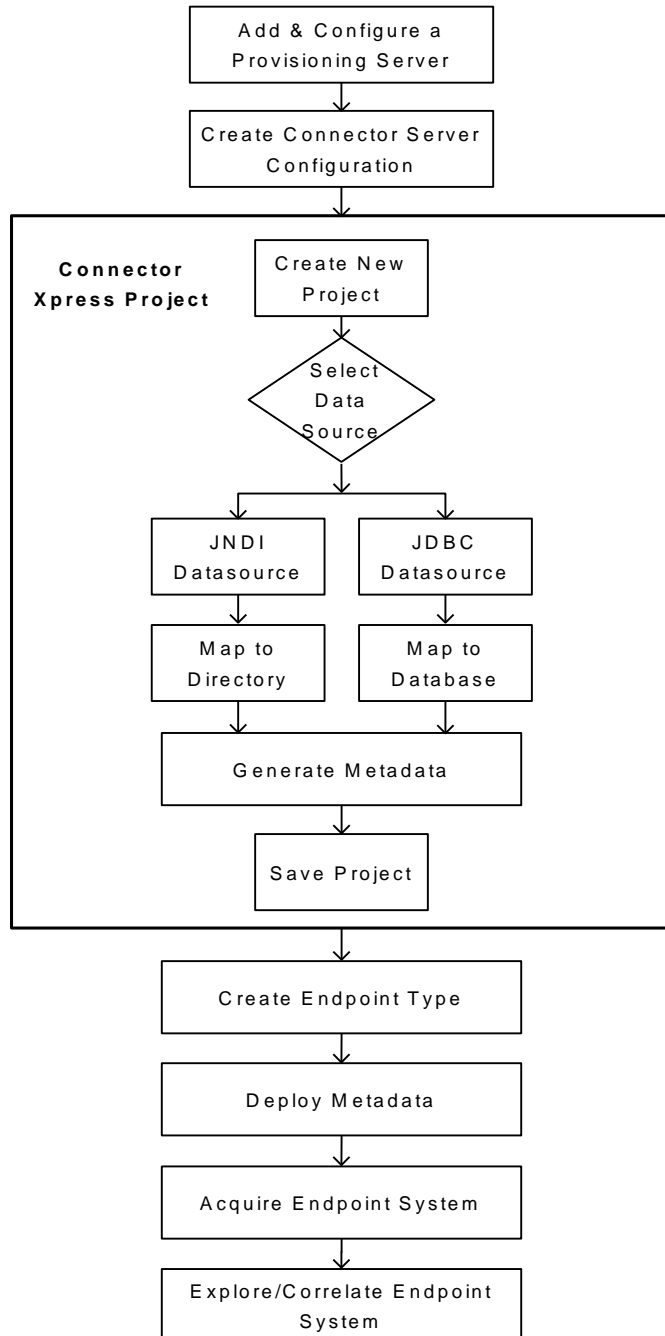 Add & Configure a
Provisioning Server
Create Connector Server
Configuration
Connector
Xpress Project
Create New
Project
Select
Data
Source
JNDI
Datasource
JDBC
Datasource
Map to
Directory
Map to
Database
Generate Metadata
Save Project
Create Endpoint Type
Deploy Metadata
Acquire Endpoint System
Explore/Correlate Endpoint
System